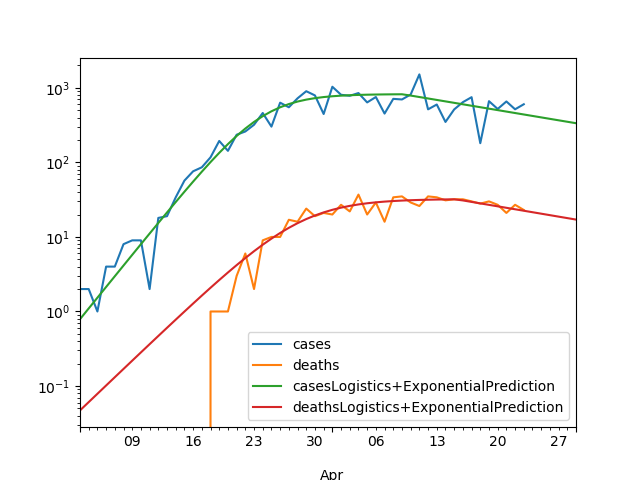 10³
10²
10¹
10⁰
10⁻¹
cases
deaths
casesLogistics+ExponentialPrediction
deathsLogistics+ExponentialPrediction
09 16 23 30 06 13 20 27
Apr